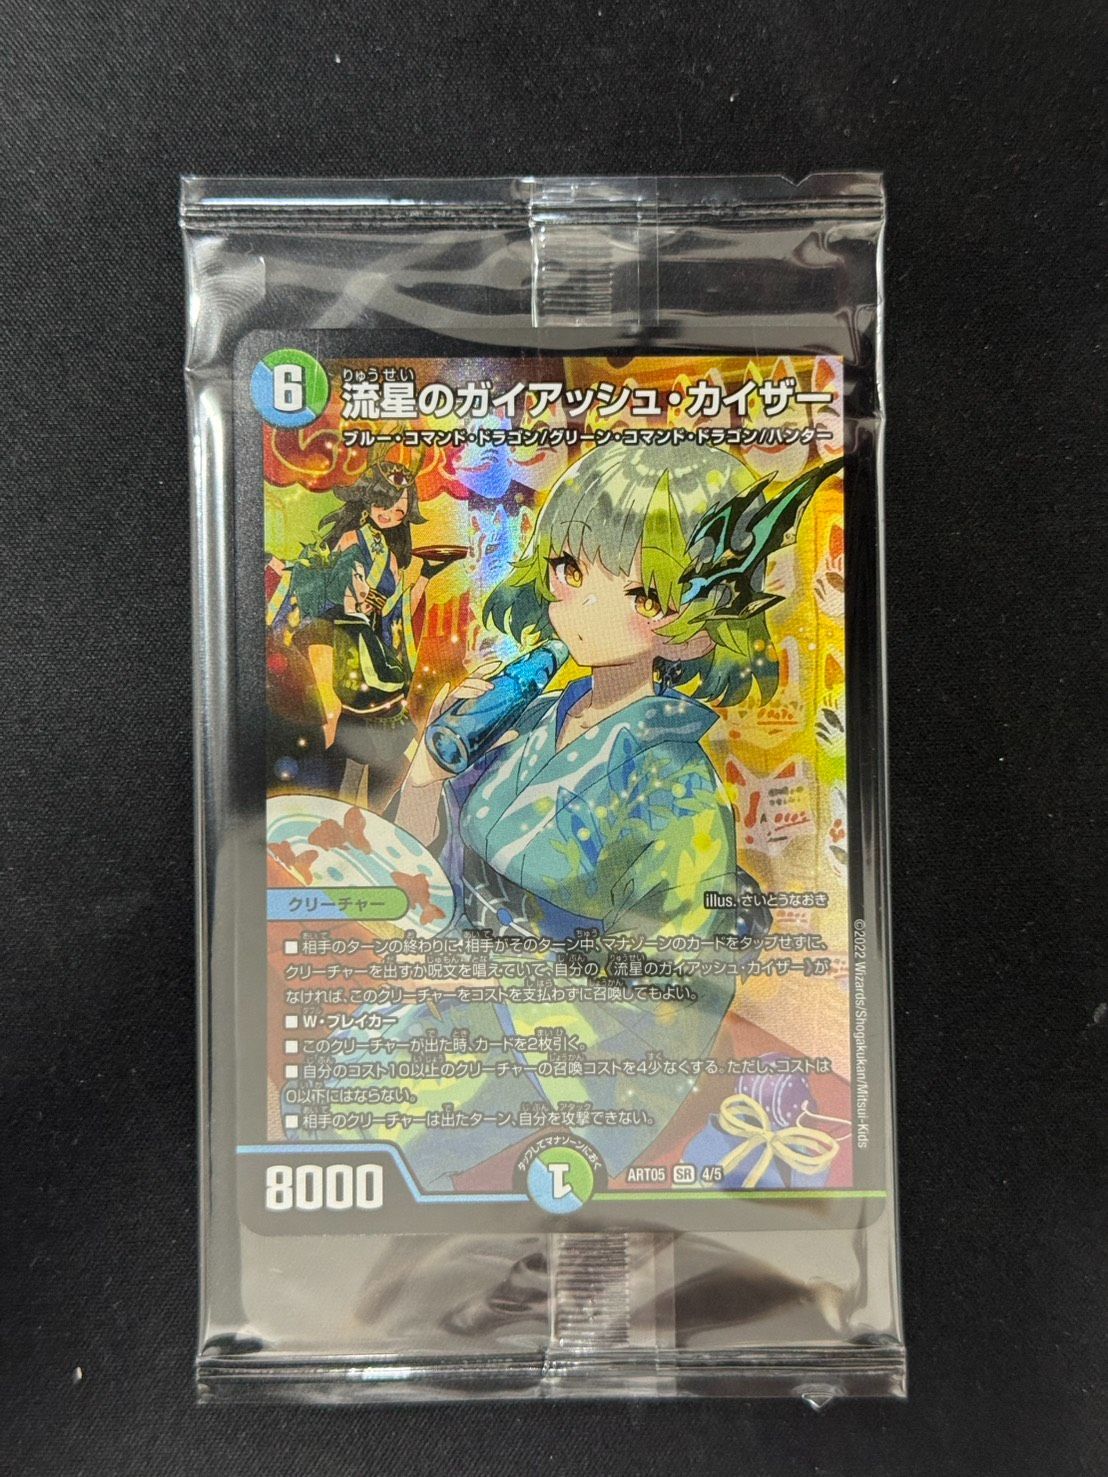 6
りゅうせい
流星のガイアッシュ・カイザー
ブルー・コマンド・ドラゴン/グリーン・コマンド・ドラゴン/ハンター
クリーチャー
illus. さいとうなおき
■ 相手のターンの終わりに、相手がそのターン中、マナゾーンのカードをタップせずに、
クリーチャーを出すか呪文を唱えていて、自分の《流星のガイアッシュ・カイザー》が
なければ、このクリーチャーをコストを支払わずに召喚してもよい。
■ W・ブレイカー
■ このクリーチャーが出た時、カードを2枚引く。
■ 自分のコスト10以上のクリーチャーの召喚コストを4少なくする。ただし、コストは
0以下にはならない。
■ 相手のクリーチャーは出たターン、自分を攻撃できない。
©2022 Wizards/Shogakukan/Mitsui-Kids
8000
タップしてマナゾーンにおく
1
ART05 SR 4/5